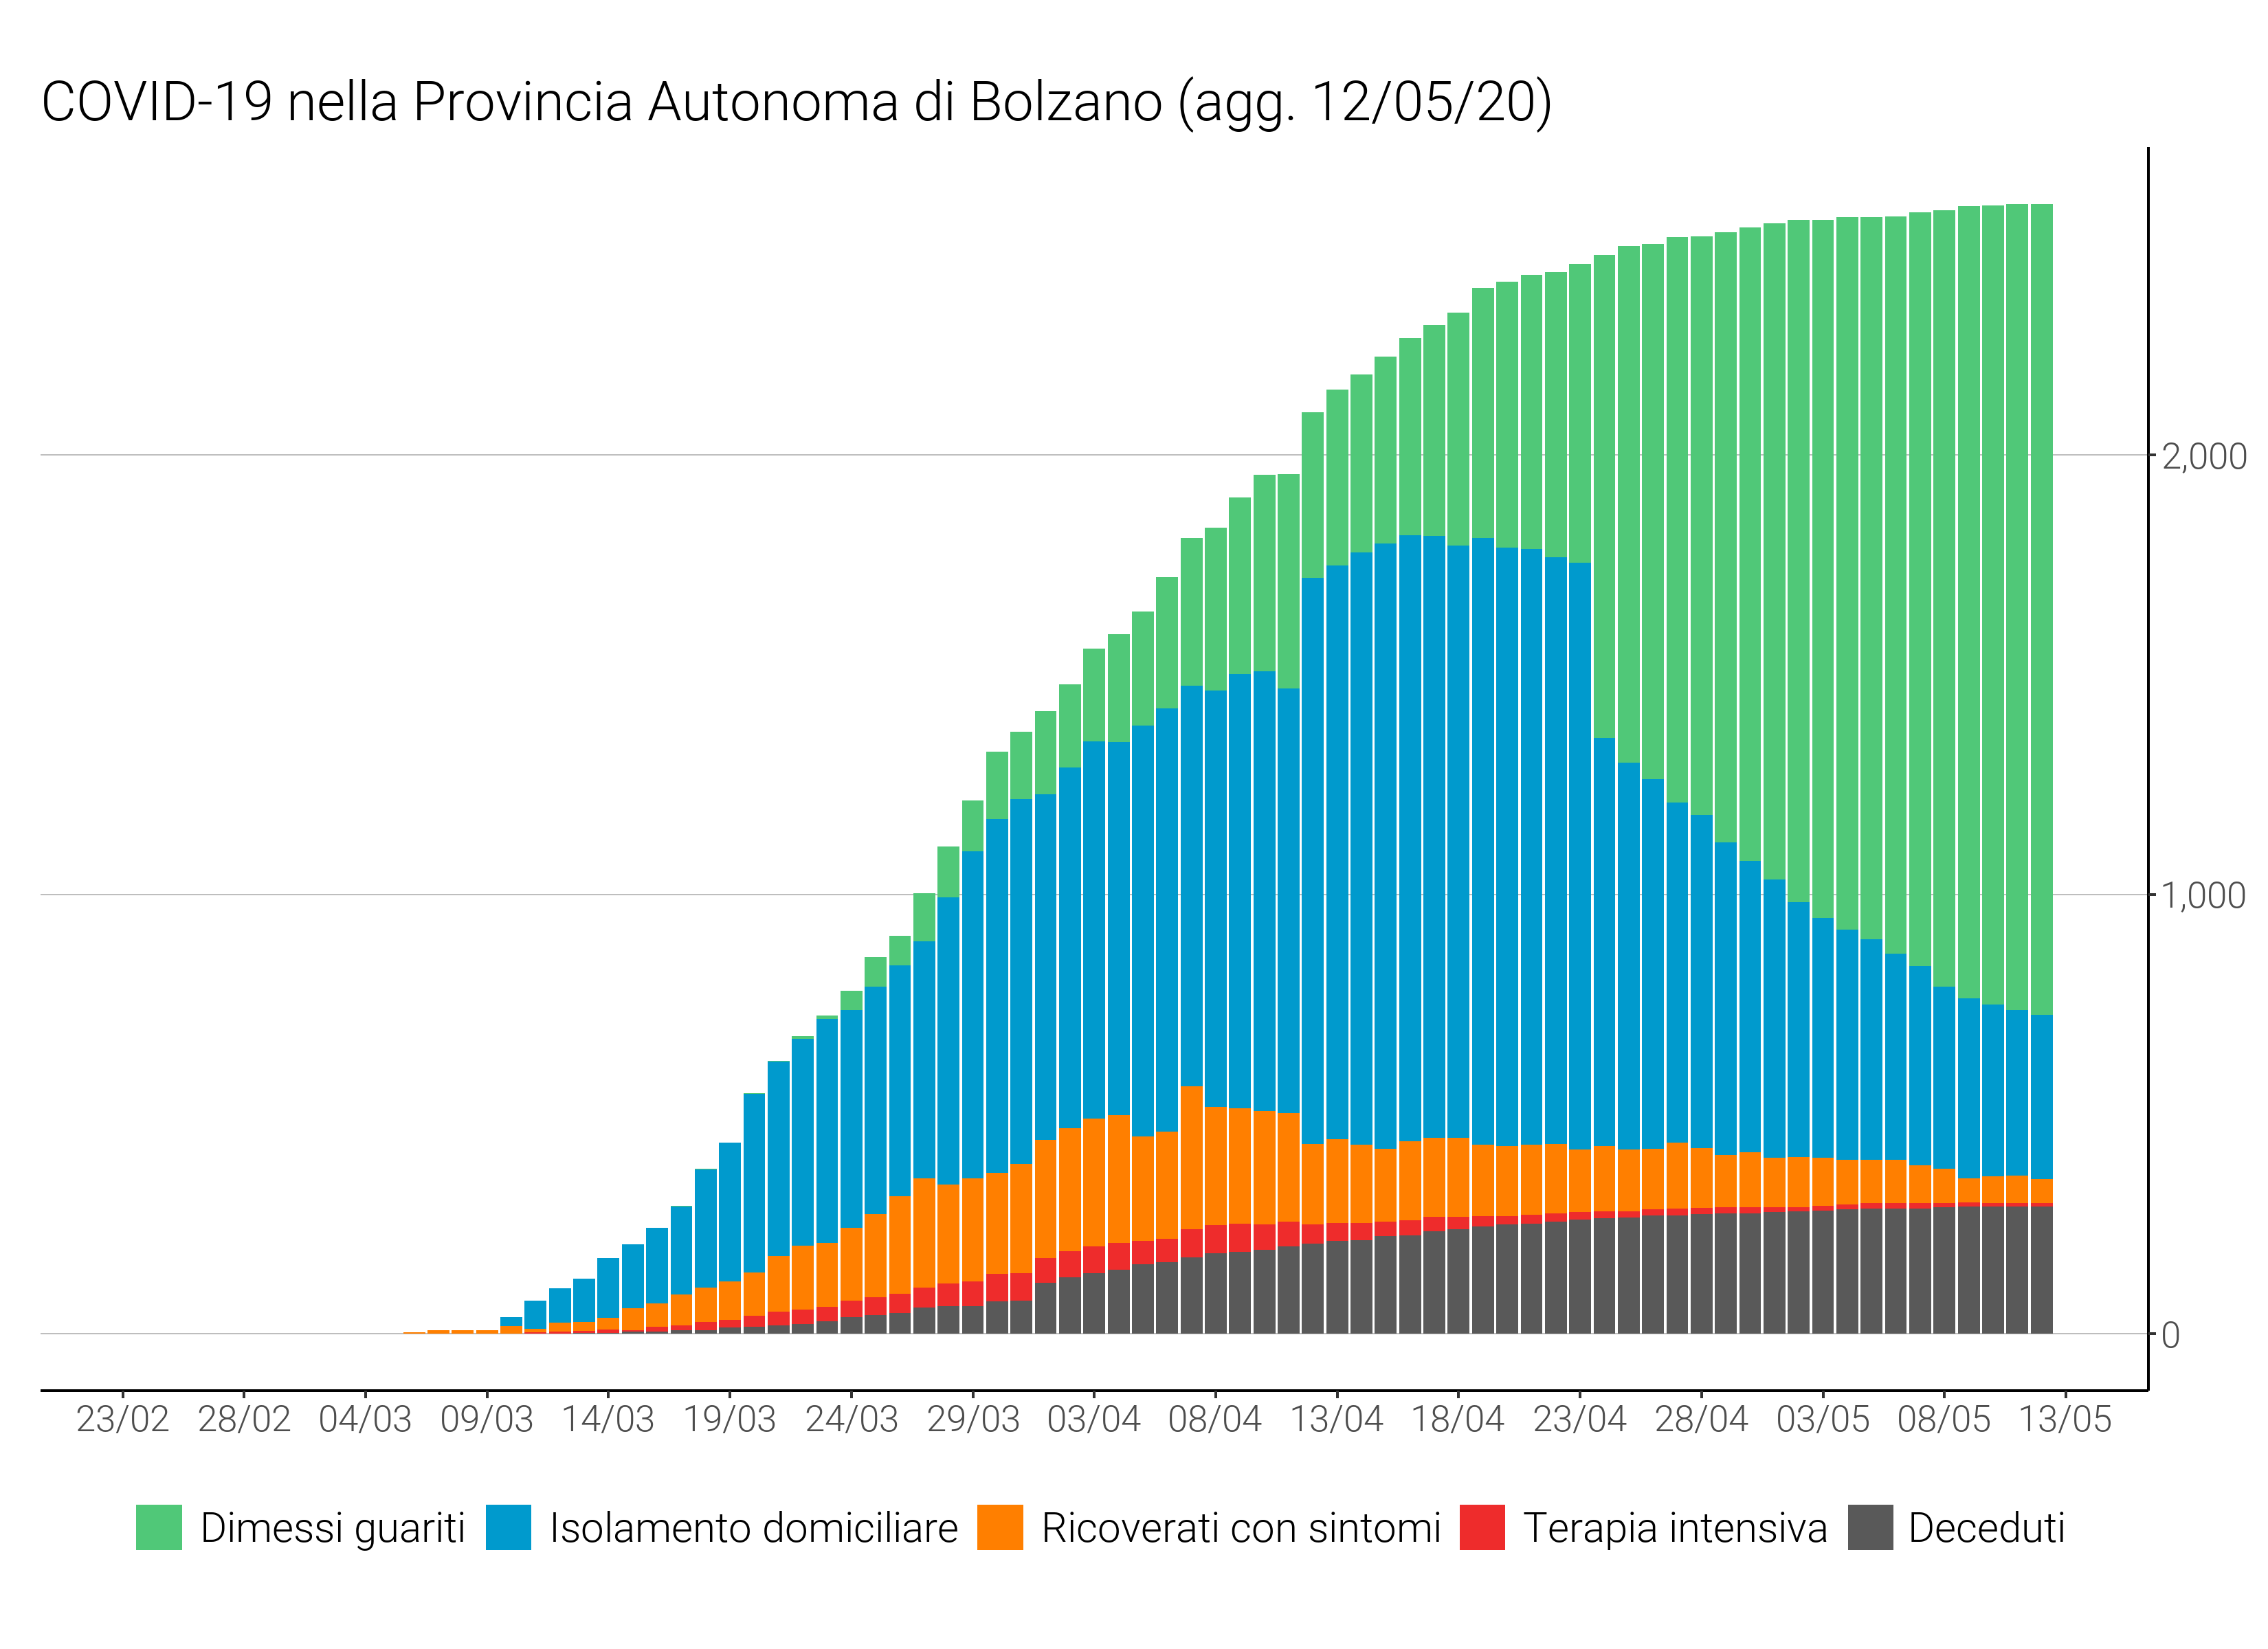 COVID-19 nella Provincia Autonoma di Bolzano (agg. 12/05/20)
2,000
1,000
0
23/02 28/02 04/03 09/03 14/03 19/03 24/03 29/03 03/04 08/04 13/04 18/04 23/04 28/04 03/05 08/05 13/05
Dimessi guariti Isolamento domiciliare Ricoverati con sintomi Terapia intensiva Deceduti